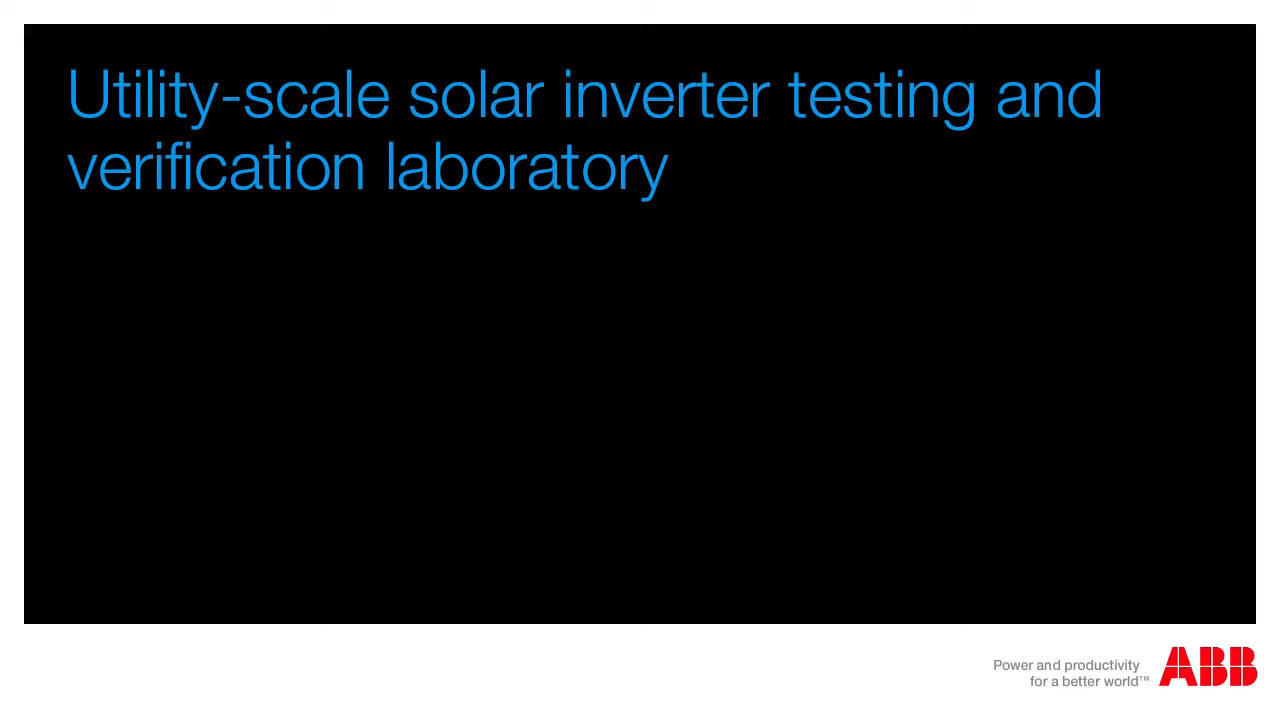 Utility-scale solar inverter testing and
verification laboratory
Power and productivity
for a better world™
ABB